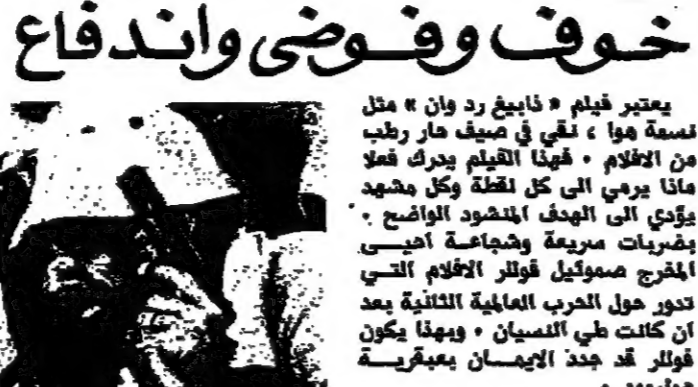 خوف وفوضى واندفاع
يعتبر فيلم « ذابيغ رد وان » مثل
نسمة هوا ، نقي في صيف حار رطب
من الافلام • فهذا الفيلم يدرك فعلا
ماذا يرمي الى كل نقطة وكل مشهد
يؤدي الى الهدف المنشود الواضح •
بضربات سريعة وشجاعة احيى
المخرج صموئيل فوللر الافلام التي
تدور حول الحرب العالمية الثانية بعد
ان كانت طي النسيان • وبهذا يكون
فوللر قد جدد الايمان بعبقرية